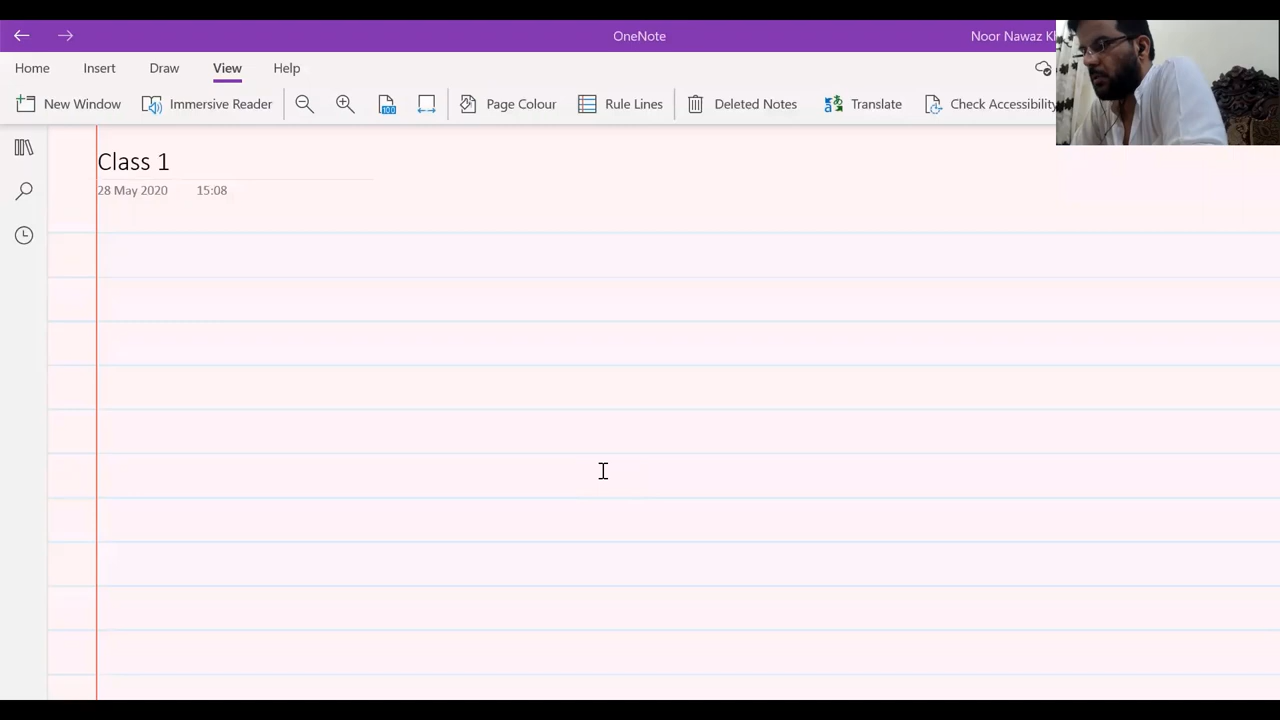 OneNote
Noor Nawaz
Home Insert Draw View Help
New Window Immersive Reader Page Colour Rule Lines Deleted Notes Translate Check Accessibility
Class 1
28 May 2020 15:08